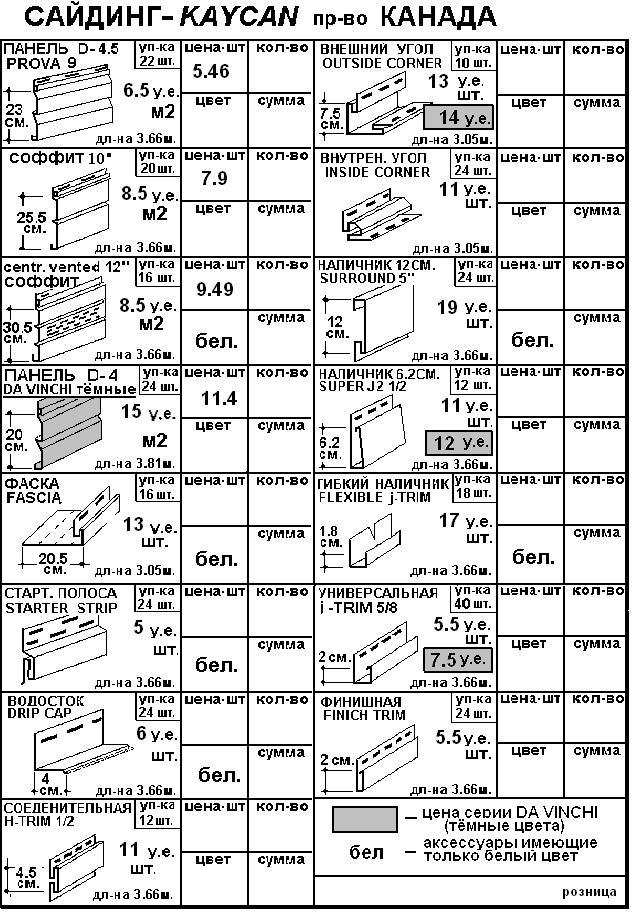 САЙДИНГ- KAYCAN пр-во КАНАДА
ПАНЕЛЬ D-4.5
PROVA 9
уп-ка
22 шт.
цена·шт
кол-во
5.46
6.5 у.е.
м2
23
см.
цвет
сумма
дл-на 3.66м.
СОФФИТ 10"
уп-ка
20шт.
цена·шт
кол-во
7.9
8.5 у.е.
м2
25.5
см.
цвет
сумма
дл-на 3.66м.
centr. vented 12"
СОФФИТ
уп-ка
16 шт.
цена·шт
кол-во
9.49
8.5 у.е.
м2
30.5
см.
сумма
бел.
дл-на 3.66м.
ПАНЕЛЬ D-4
DA VINCHI тёмные
уп-ка
24 шт.
цена·шт
кол-во
11.4
15 у.е.
м2
20
см.
цвет
сумма
дл-на 3.81м.
ФАСКА
FASCIA
уп-ка
16 шт.
цена·шт
кол-во
13 у.е.
шт.
20.5
см.
сумма
бел.
дл-на 3.05м.
СТАРТ. ПОЛОСА
STARTER STRIP
уп-ка
24 шт.
цена·шт
кол-во
5 у.е.
шт.
сумма
бел.
дл-на 3.66м.
ВОДОСТОК
DRIP CAP
уп-ка
24 шт.
цена·шт
кол-во
6 у.е.
шт.
4
см.
сумма
бел.
дл-на 3.66м.
СОЕДЕНИТЕЛЬНАЯ
H-TRIM 1/2
уп-ка
12шт.
цена·шт
кол-во
11 у.е.
шт.
4.5
см.
цвет
сумма
дл-на 3.66м.
ВНЕШНИЙ УГОЛ
OUTSIDE CORNER
уп-ка
10 шт.
цена·шт
кол-во
13 у.е.
шт.
14 у.е.
7.5
см.
цвет
сумма
дл-на 3.05м.
ВНУТРЕН. УГОЛ
INSIDE CORNER
уп-ка
24 шт.
цена·шт
кол-во
11 у.е.
шт.
цвет
сумма
дл-на 3.05м.
НАЛИЧНИК 12СМ.
SURROUND 5"
уп-ка
24 шт.
цена·шт
кол-во
19 у.е.
шт.
12
см.
сумма
бел.
дл-на 3.66м.
НАЛИЧНИК 6.2СМ.
SUPER J2 1/2
уп-ка
12 шт.
цена·шт
кол-во
11 у.е.
шт.
12 у.е.
6.2
см.
цвет
сумма
дл-на 3.66м.
ГИБКИЙ НАЛИЧНИК
FLEXIBLE j-TRIM
уп-ка
18 шт.
цена·шт
кол-во
17 у.е.
шт.
1.8
см.
сумма
бел.
дл-на 3.66м.
УНИВЕРСАЛЬНАЯ
j -TRIM 5/8
уп-ка
40 шт.
цена·шт
кол-во
5.5 у.е.
шт.
7.5 у.е.
2 см.
цвет
сумма
дл-на 3.66м.
ФИНИШНАЯ
FINICH TRIM
уп-ка
24 шт.
цена·шт
кол-во
5.5 у.е.
шт.
2 см.
цвет
сумма
дл-на 3.66м.
— цена серии DA VINCHI
(тёмные цвета)
бел — аксессуары имеющие
только белый цвет
розница